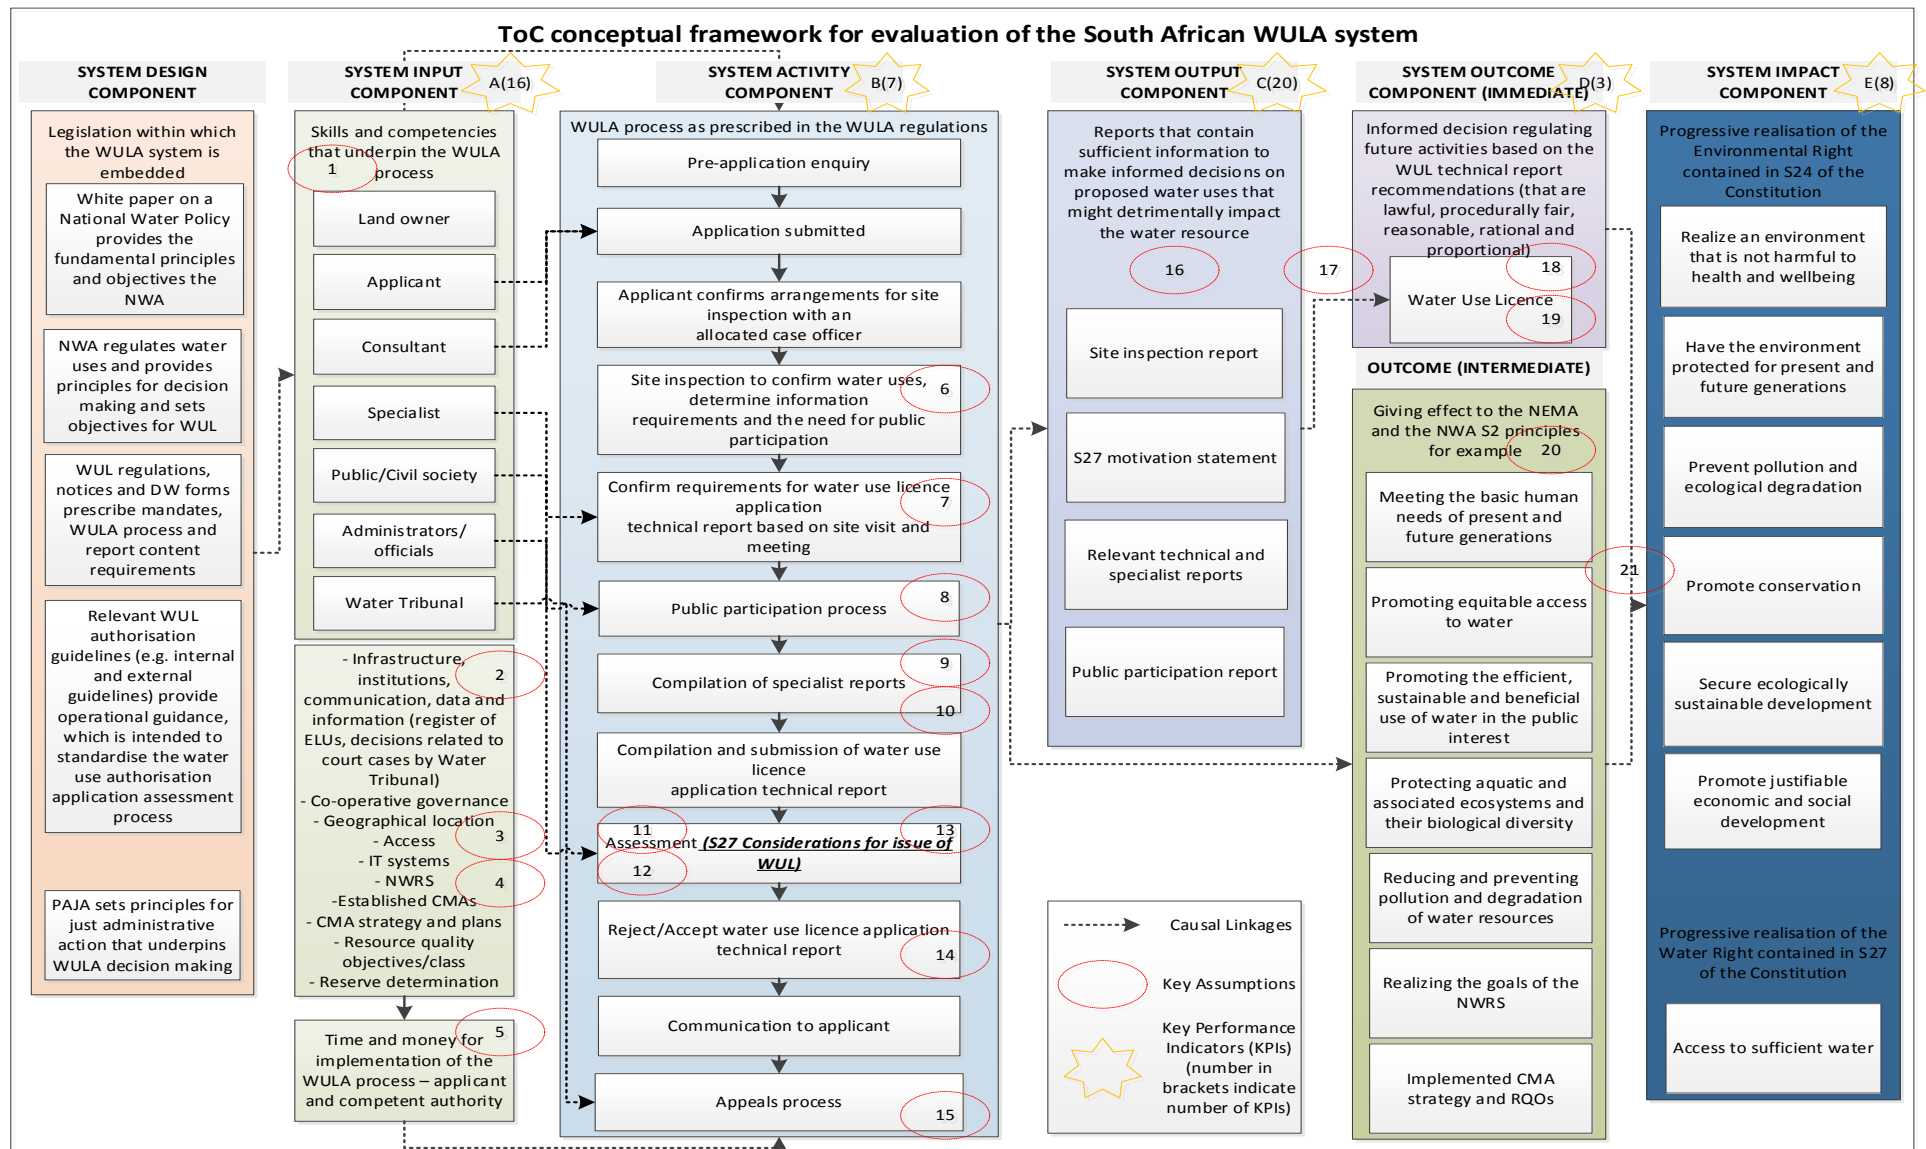 ToC conceptual framework for evaluation of the South African WULA system
SYSTEM DESIGN
COMPONENT
Legislation within which
the WULA system is
embedded
White paper on a
National Water Policy
provides the
fundamental principles
and objectives the
NWA
NWA regulates water
uses and provides
principles for decision
making and sets
objectives for WUL
WUL regulations,
notices and DW forms
prescribe mandates,
WULA process and
report content
requirements
Relevant WUL
authorisation
guidelines (e.g. internal
and external
guidelines) provide
operational guidance,
which is intended to
standardise the water
use authorisation
application assessment
process
PAJA sets principles for
just administrative
action that underpins
WULA decision making
SYSTEM INPUT
COMPONENT
A(16)
Skills and competencies
that underpin the WULA
process
1
Land owner
Applicant
Consultant
Specialist
Public/Civil society
Administrators/
officials
Water Tribunal
- Infrastructure,
institutions,
communication, data and
information (register of
ELUs, decisions related to
court cases by Water
Tribunal)
- Co-operative governance
- Geographical location
- Access
- IT systems
- NWRS
-Established CMAs
- CMA strategy and plans
- Resource quality
objectives/class
- Reserve determination
2
3
4
Time and money for
implementation of the
WULA process – applicant
and competent authority
5
SYSTEM ACTIVITY
COMPONENT
B(7)
WULA process as prescribed in the WULA regulations
Pre-application enquiry
Application submitted
Applicant confirms arrangements for site
inspection with an
allocated case officer
Site inspection to confirm water uses,
determine information
requirements and the need for public
participation
6
Confirm requirements for water use licence
application
technical report based on site visit and
meeting
7
Public participation process
8
Compilation of specialist reports
9
10
Compilation and submission of water use
licence
application technical report
Assessment (S27 Considerations for issue of
WUL)
11
12
13
Reject/Accept water use licence application
technical report
14
Communication to applicant
Appeals process
15
SYSTEM OUTPUT
COMPONENT
C(20)
Reports that contain
sufficient information to
make informed decisions on
proposed water uses that
might detrimentally impact
the water resource
16
17
Site inspection report
S27 motivation statement
Relevant technical and
specialist reports
Public participation report
Causal Linkages
Key Assumptions
Key Performance
Indicators (KPIs)
(number in
brackets indicate
number of KPIs)
SYSTEM OUTCOME
COMPONENT (IMMEDIATE)
D(3)
Informed decision regulating
future activities based on the
WUL technical report
recommendations (that are
lawful, procedurally fair,
reasonable, rational and
proportional)
18
Water Use Licence
19
OUTCOME (INTERMEDIATE)
Giving effect to the NEMA
and the NWA S2 principles
for example
20
Meeting the basic human
needs of present and
future generations
Promoting equitable access
to water
Promoting the efficient,
sustainable and beneficial
use of water in the public
interest
Protecting aquatic and
associated ecosystems and
their biological diversity
Reducing and preventing
pollution and degradation
of water resources
Realizing the goals of the
NWRS
Implemented CMA
strategy and RQOs
21
SYSTEM IMPACT
COMPONENT
E(8)
Progressive realisation of the
Environmental Right
contained in S24 of the
Constitution
Realize an environment
that is not harmful to
health and wellbeing
Have the environment
protected for present and
future generations
Prevent pollution and
ecological degradation
Promote conservation
Secure ecologically
sustainable development
Promote justifiable
economic and social
development
Progressive realisation of the
Water Right contained in S27
of the Constitution
Access to sufficient water